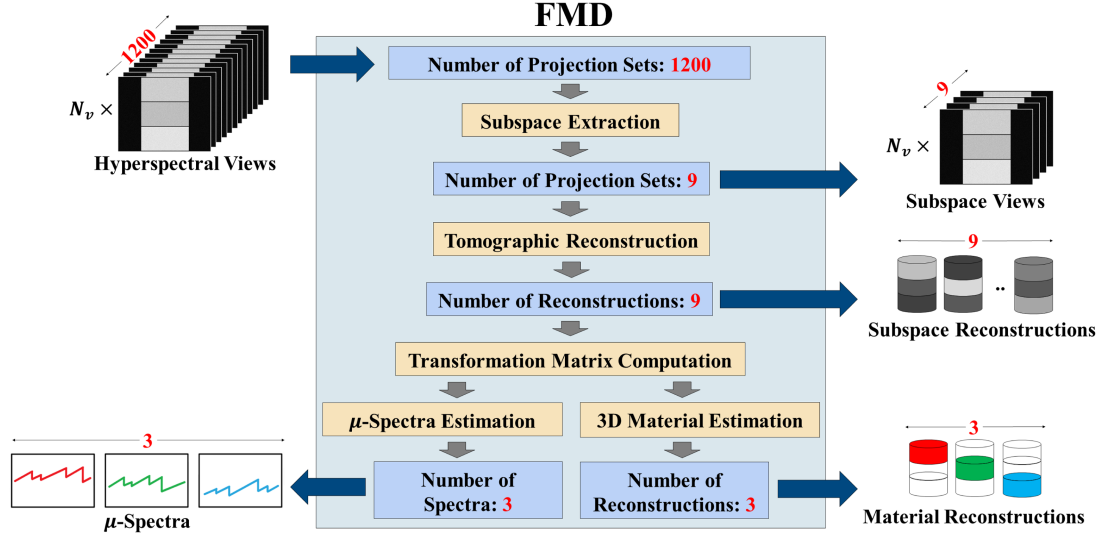 FMD
1200
N_v ×
Hyperspectral Views
Number of Projection Sets: 1200
Subspace Extraction
Number of Projection Sets: 9
9
N_v ×
Subspace Views
Tomographic Reconstruction
Number of Reconstructions: 9
9
..
Subspace Reconstructions
Transformation Matrix Computation
μ-Spectra Estimation
3D Material Estimation
Number of
Spectra: 3
Number of
Reconstructions: 3
3
μ-Spectra
3
Material Reconstructions